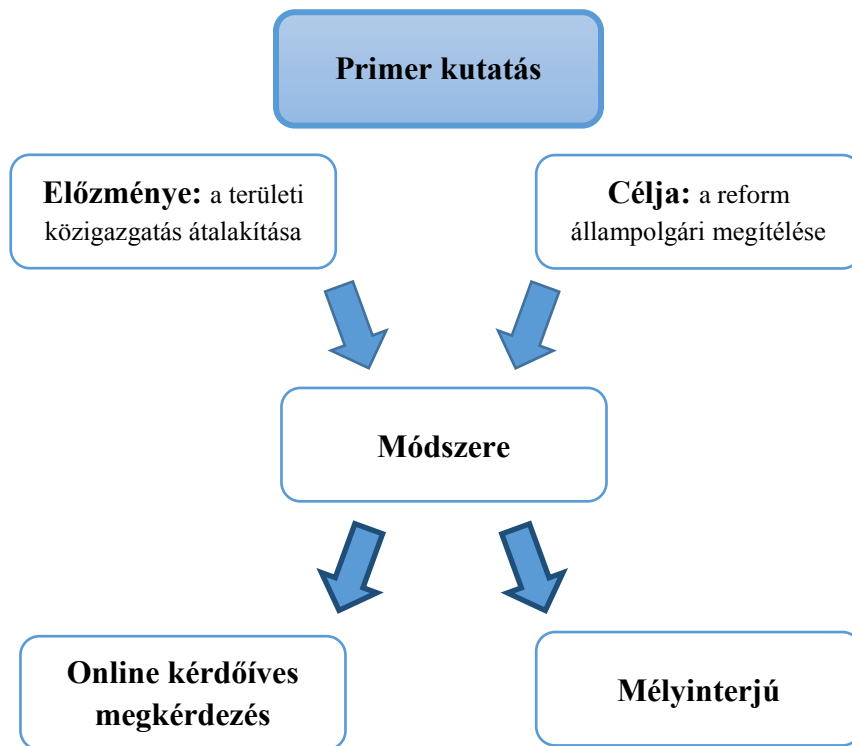 Primer kutatás
Előzménye: a területi
közigazgatás átalakítása
Célja: a reform
állampolgári megítélése
Módszere
Online kérdőíves
megkérdezés
Mélyinterjú